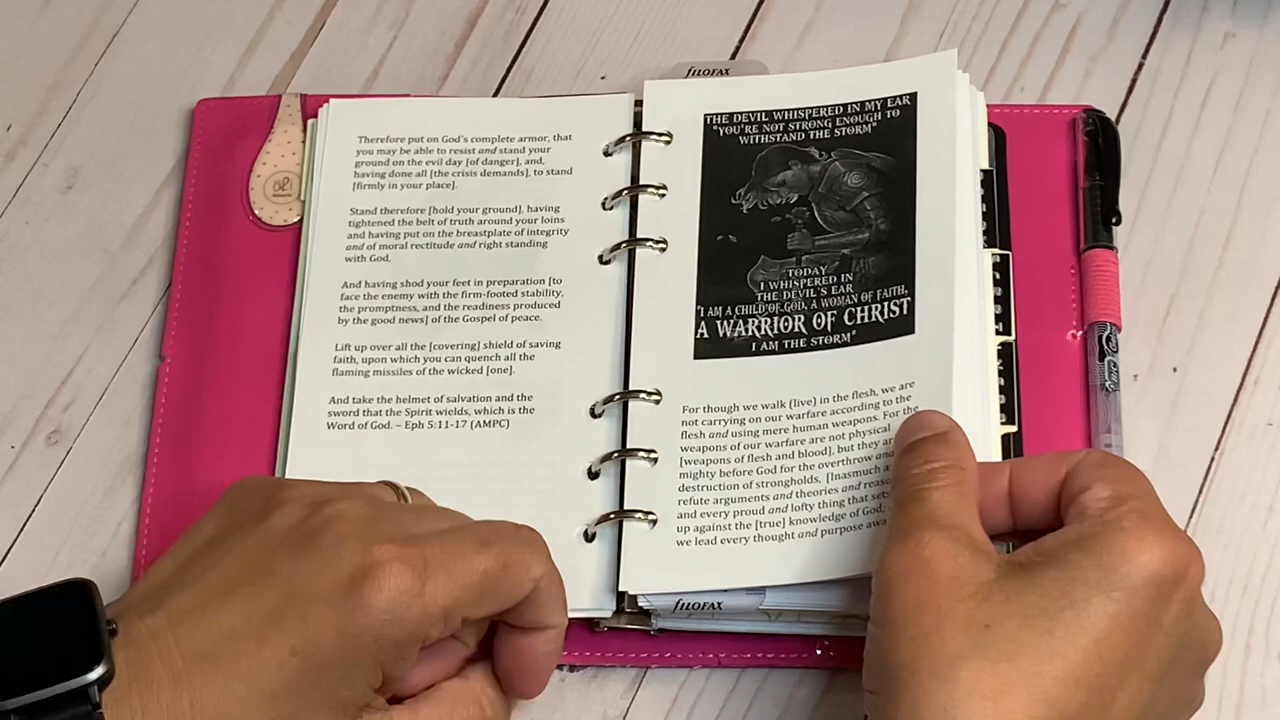 Therefore put on God's complete armor, that
you may be able to resist and stand your
ground on the evil day [of danger], and,
having done all [the crisis demands], to stand
[firmly in your place].
Stand therefore [hold your ground], having
tightened the belt of truth around your loins
and having put on the breastplate of integrity
and of moral rectitude and right standing
with God,
And having shod your feet in preparation [to
face the enemy with the firm-footed stability,
the promptness, and the readiness produced
by the good news] of the Gospel of peace.
Lift up over all the [covering] shield of saving
faith, upon which you can quench all the
flaming missiles of the wicked [one].
And take the helmet of salvation and the
sword that the Spirit wields, which is the
Word of God. – Eph 5:11-17 (AMPC)
FILOFAX
THE DEVIL WHISPERED IN MY EAR
"YOU'RE NOT STRONG ENOUGH TO
WITHSTAND THE STORM"
TODAY
I WHISPERED IN
THE DEVIL'S EAR
"I AM A CHILD OF GOD, A WOMAN OF FAITH,
A WARRIOR OF CHRIST
I AM THE STORM"
For though we walk (live) in the flesh, we are
not carrying on our warfare according to the
flesh and using mere human weapons. For the
weapons of our warfare are not physical
[weapons of flesh and blood], but they ar
mighty before God for the overthrow and
destruction of strongholds, [Inasmuch a
refute arguments and theories and reaso
and every proud and lofty thing that sets
up against the [true] knowledge of God;
we lead every thought and purpose awa
FILOFAX
BIC